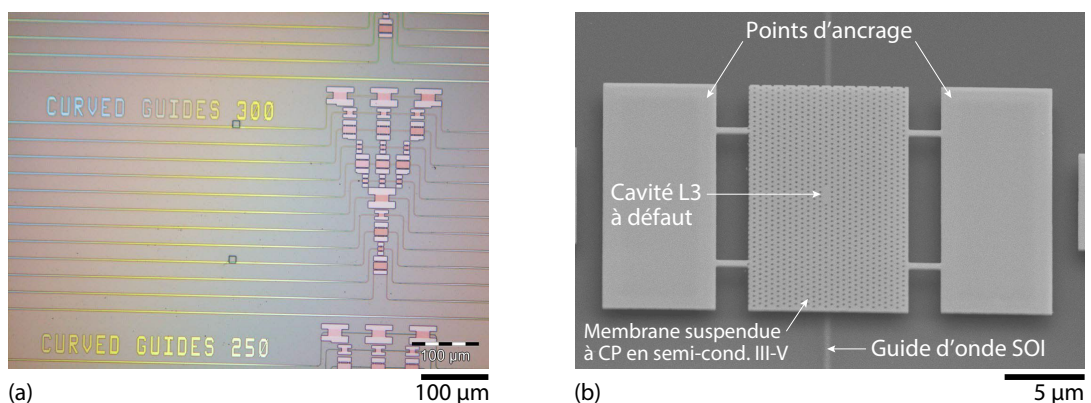 CURVED GUIDES 300
CURVED GUIDES 250
100 µm
(a)
100 µm
Points d'ancrage
Cavité L3
à défaut
Membrane suspendue
à CP en semi-cond. III-V
Guide d'onde SOI
(b)
5 µm